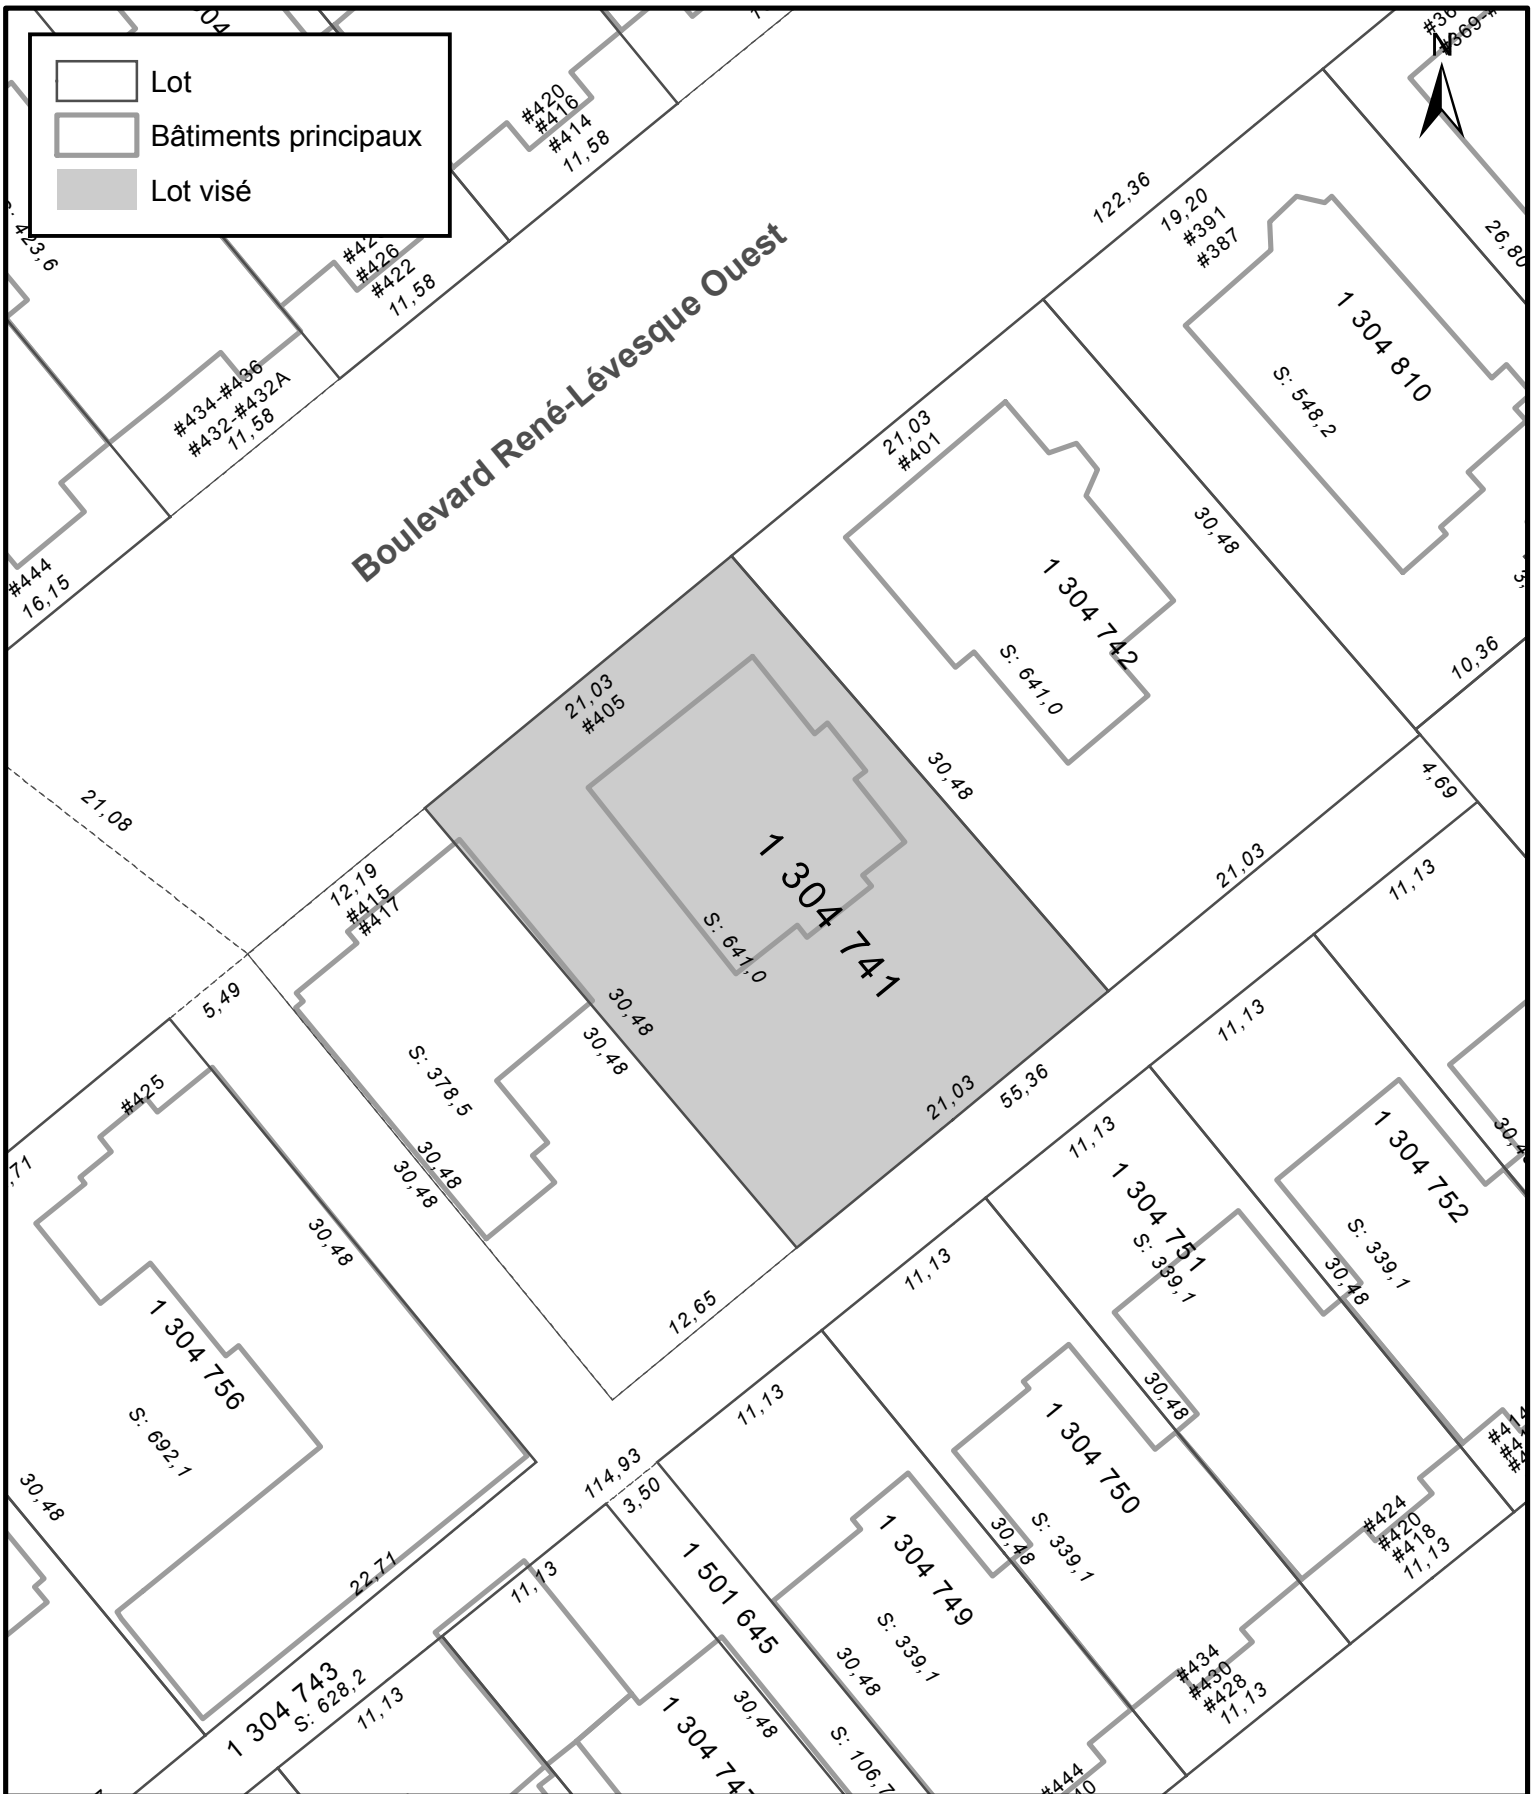 Lot
Bâtiments principaux
Lot visé
N
#420
#416
#414
11,58
#426
#422
11,58
#434-#436
#432-#432A
11,58
#444
16,15
Boulevard René-Lévesque Ouest
122,36
19,20
#391
#387
26,80
1 304 810
S: 548,2
21,03
#401
30,48
1 304 742
S: 641,0
10,36
21,03
#405
30,48
4,69
21,08
1 304 741
S: 641,0
21,03
11,13
12,19
#415
#417
5,49
30,48
30,48
11,13
S: 378,5
21,03
55,36
#425
11,13
1 304 752
30,48
30,48
1 304 751
S: 339,1
S: 339,1
30,48
30,48
11,13
12,65
1 304 756
S: 692,1
30,48
11,13
1 304 750
S: 339,1
30,48
114,93
3,50
30,48
#424
#420
#418
11,13
22,71
11,13
1 501 645
1 304 749
S: 339,1
30,48
30,48
#434
#430
#428
11,13
1 304 743
S: 628,2
11,13
30,48
S: 106,7
#444